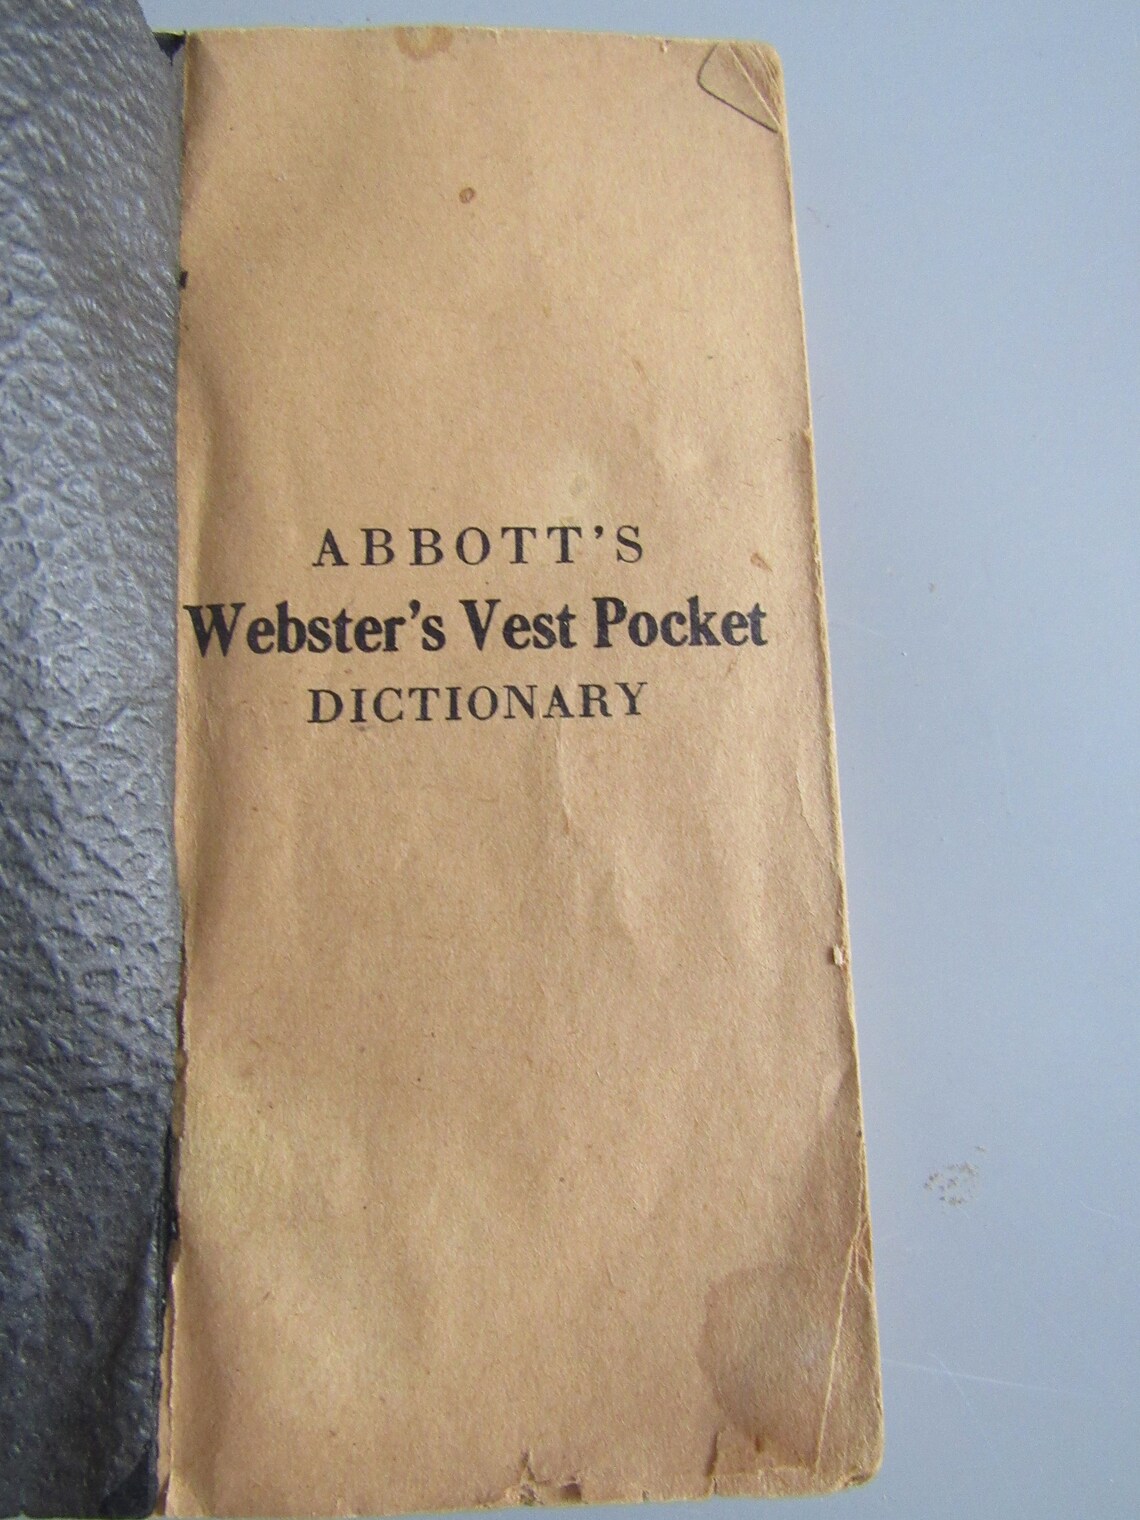 ABBOTT'S
Webster's Vest Pocket
DICTIONARY